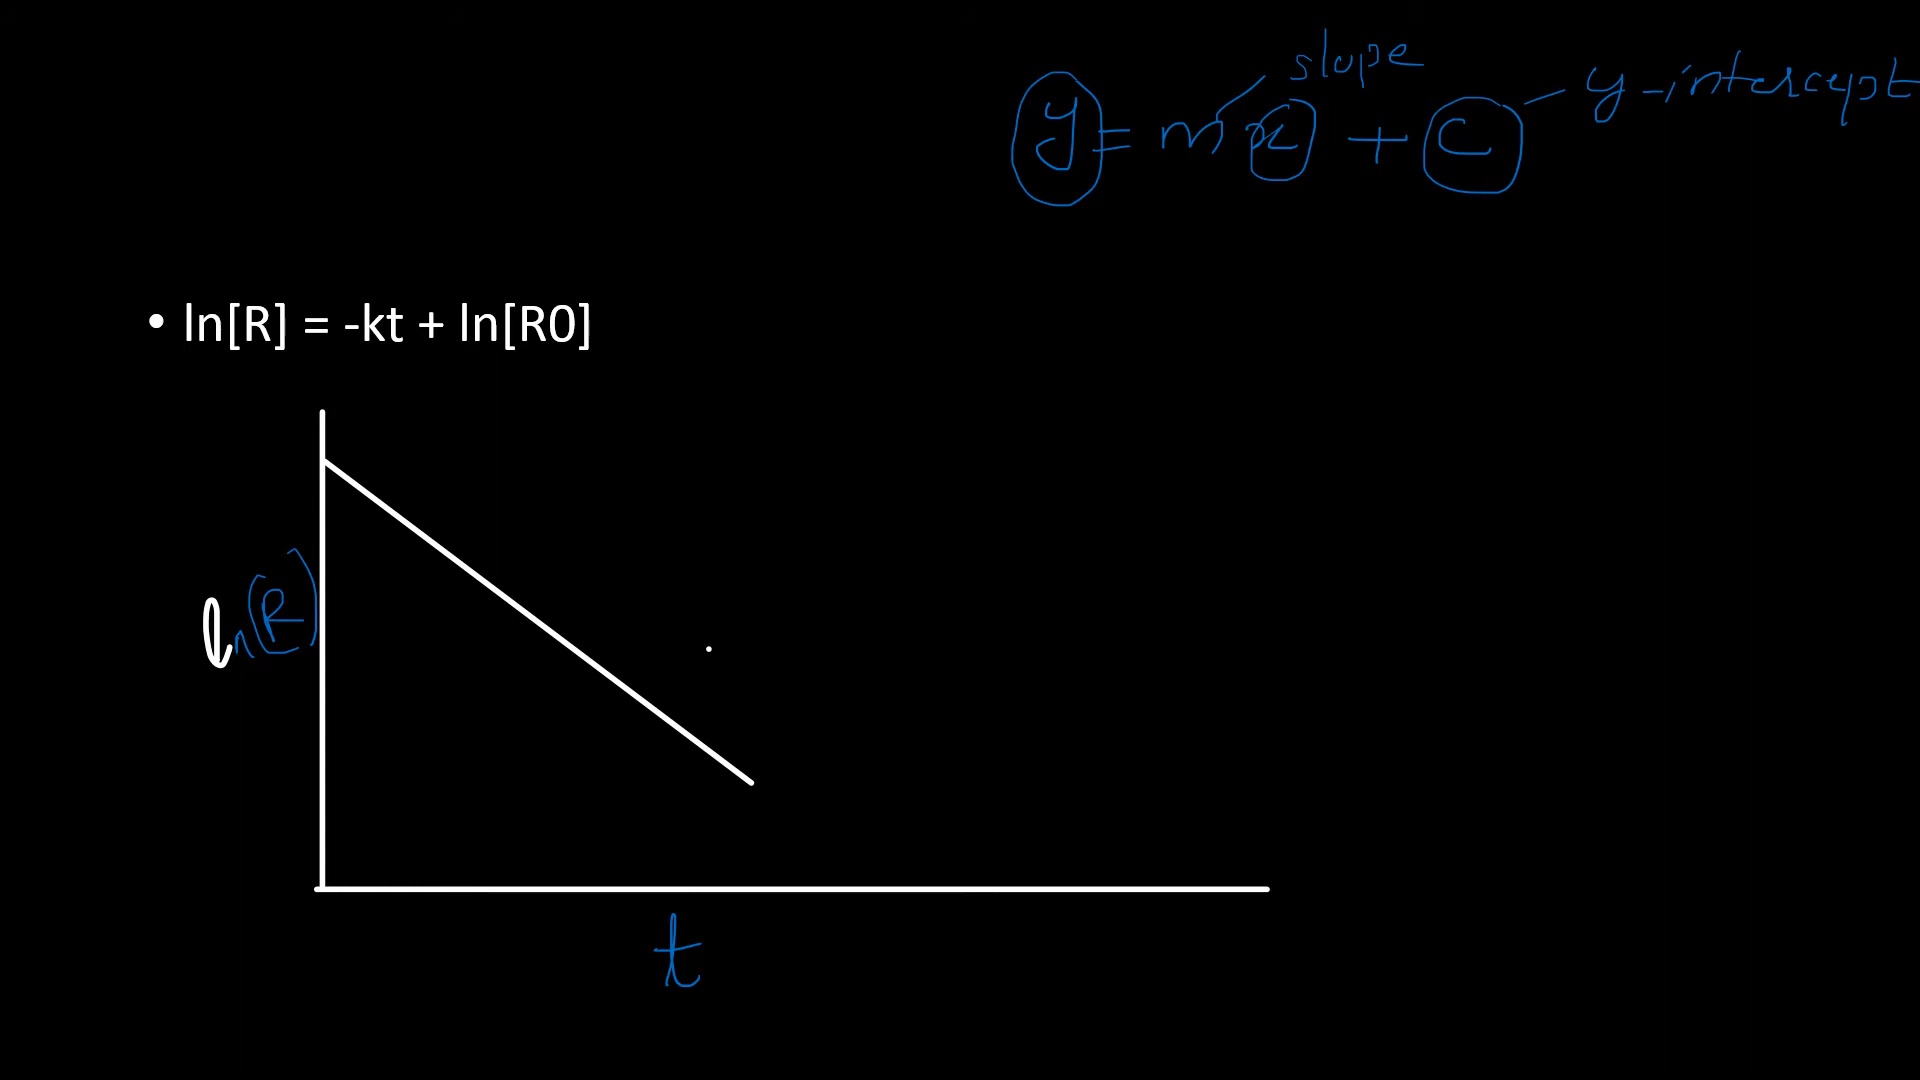 slope
y-intercept
y = mx + c
• ln[R] = -kt + ln[R0]
ln(R)
t